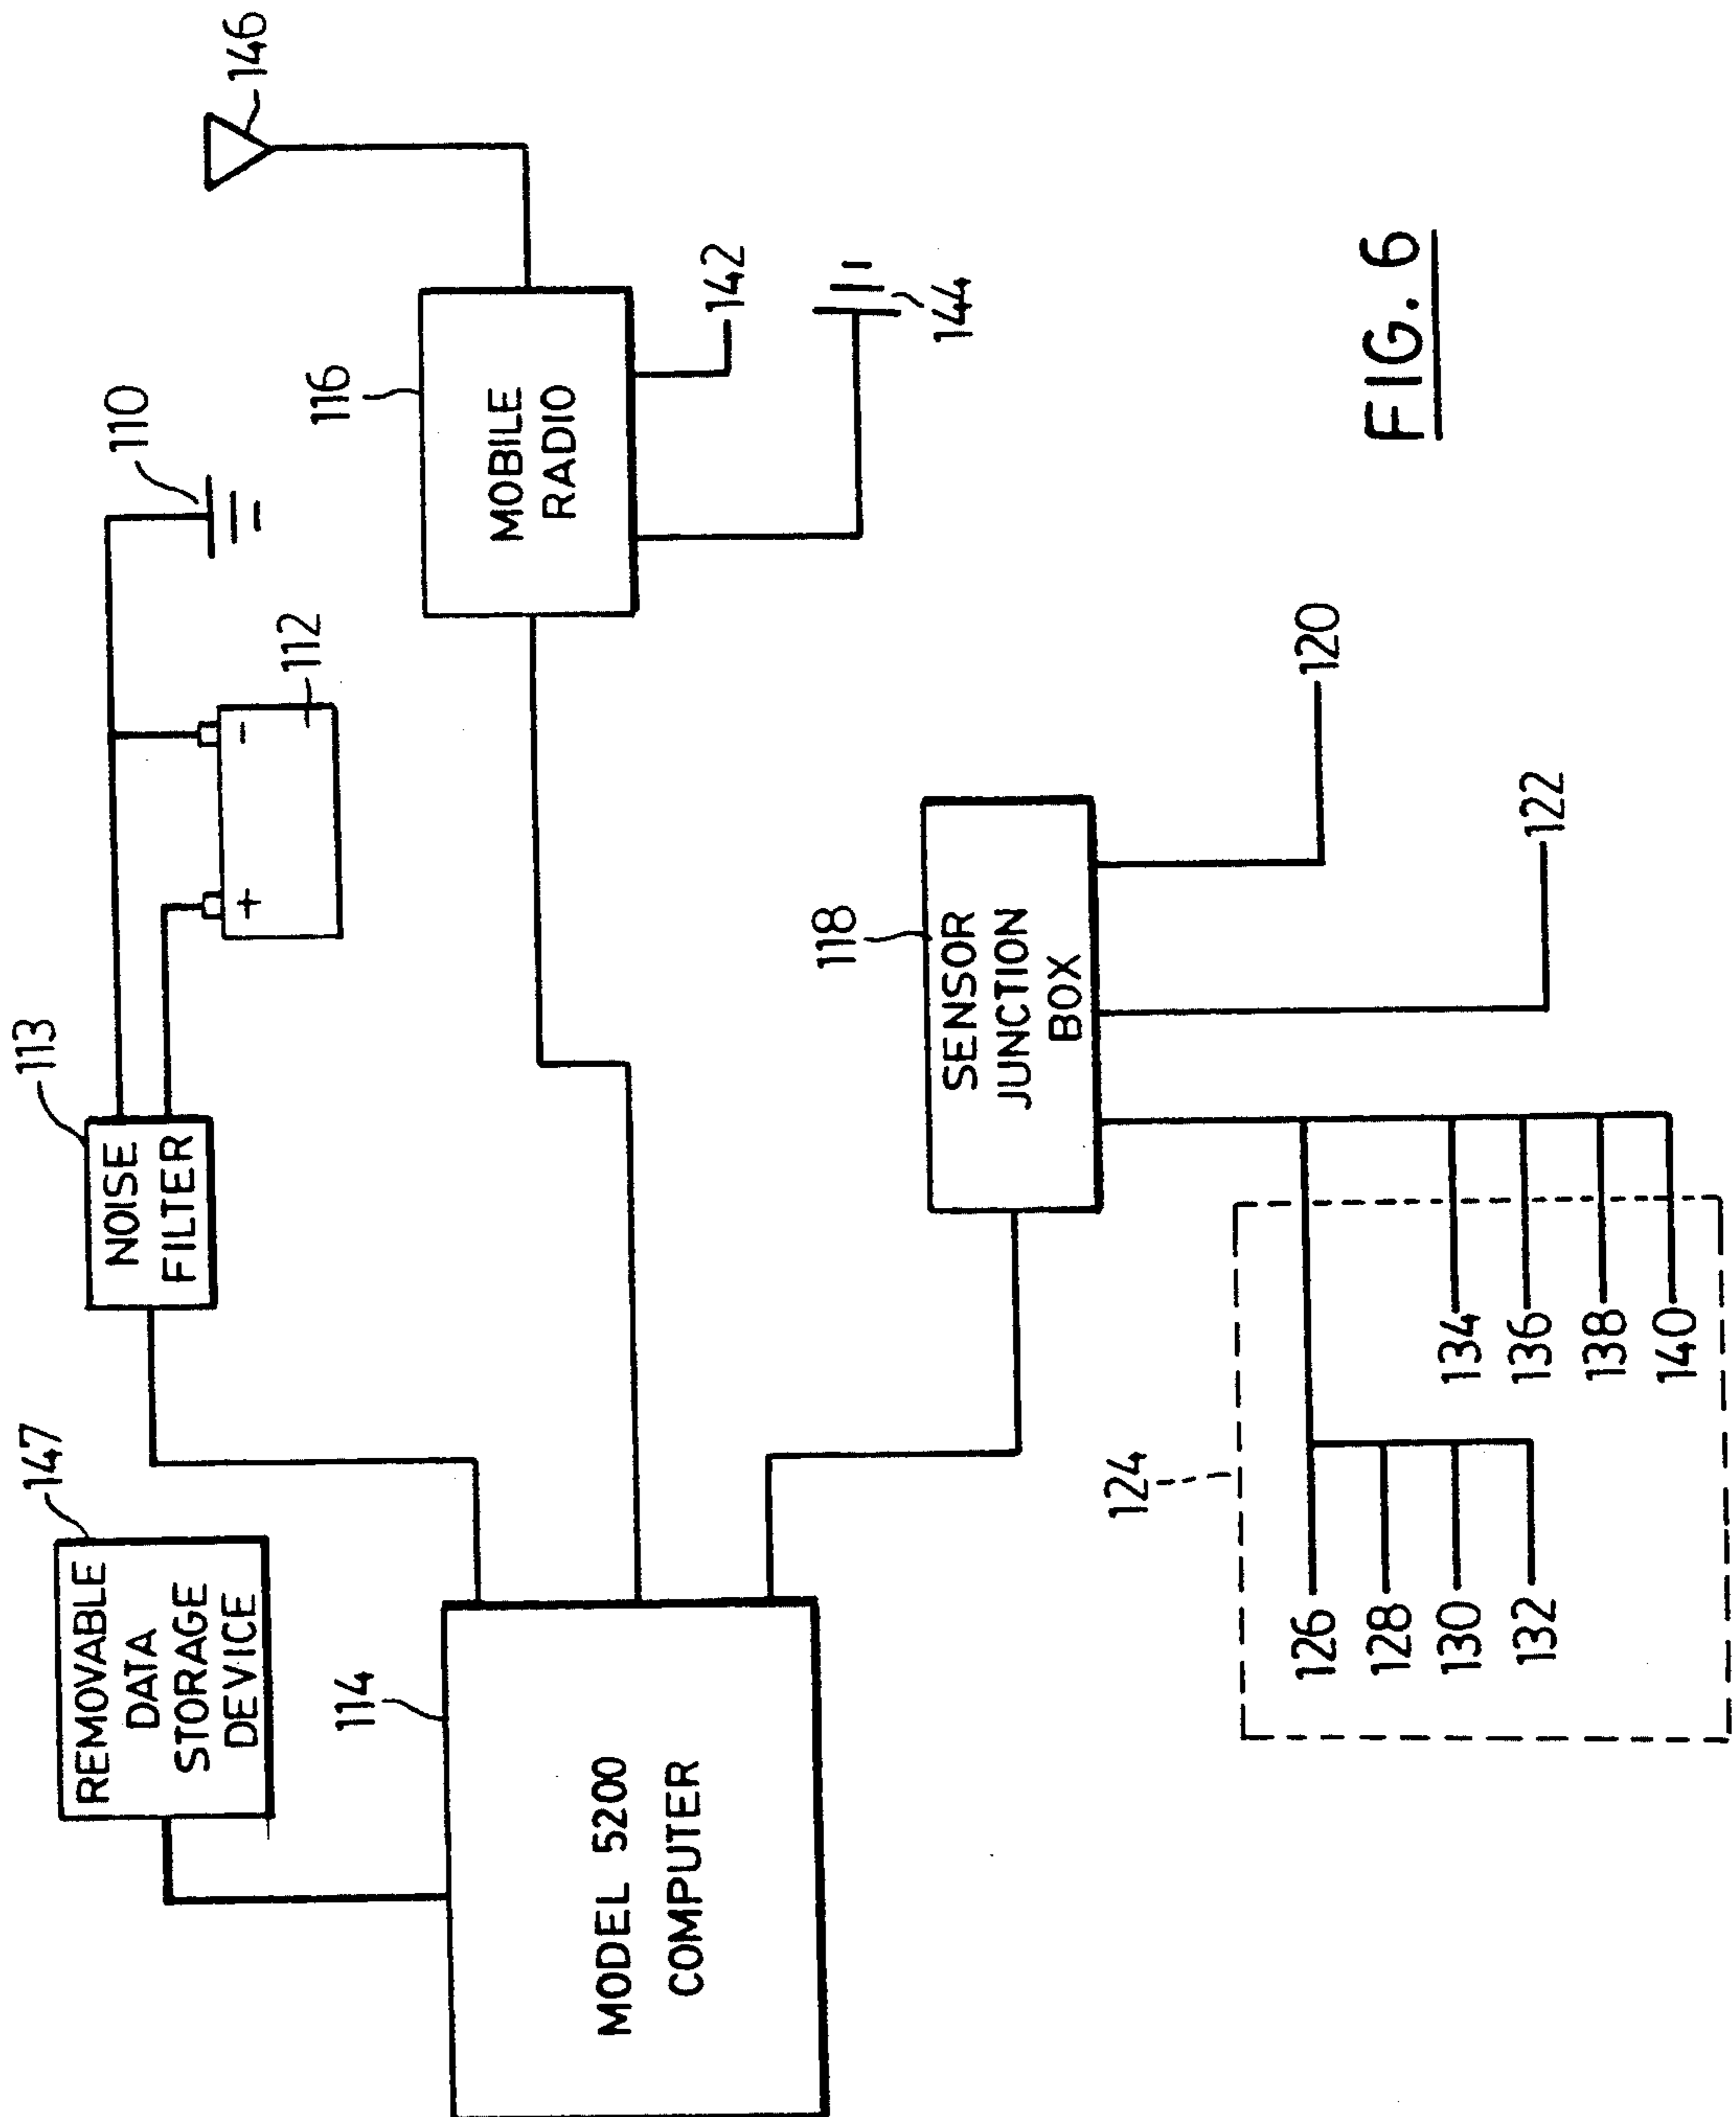 147
REMOVABLE
DATA
STORAGE
DEVICE
113
NOISE
FILTER
+
-
112
110
146
114
MODEL 5200
COMPUTER
116
MOBILE
RADIO
142
144
118
SENSOR
JUNCTION
BOX
120
122
124
126
128
130
132
134
136
138
140
FIG. 6